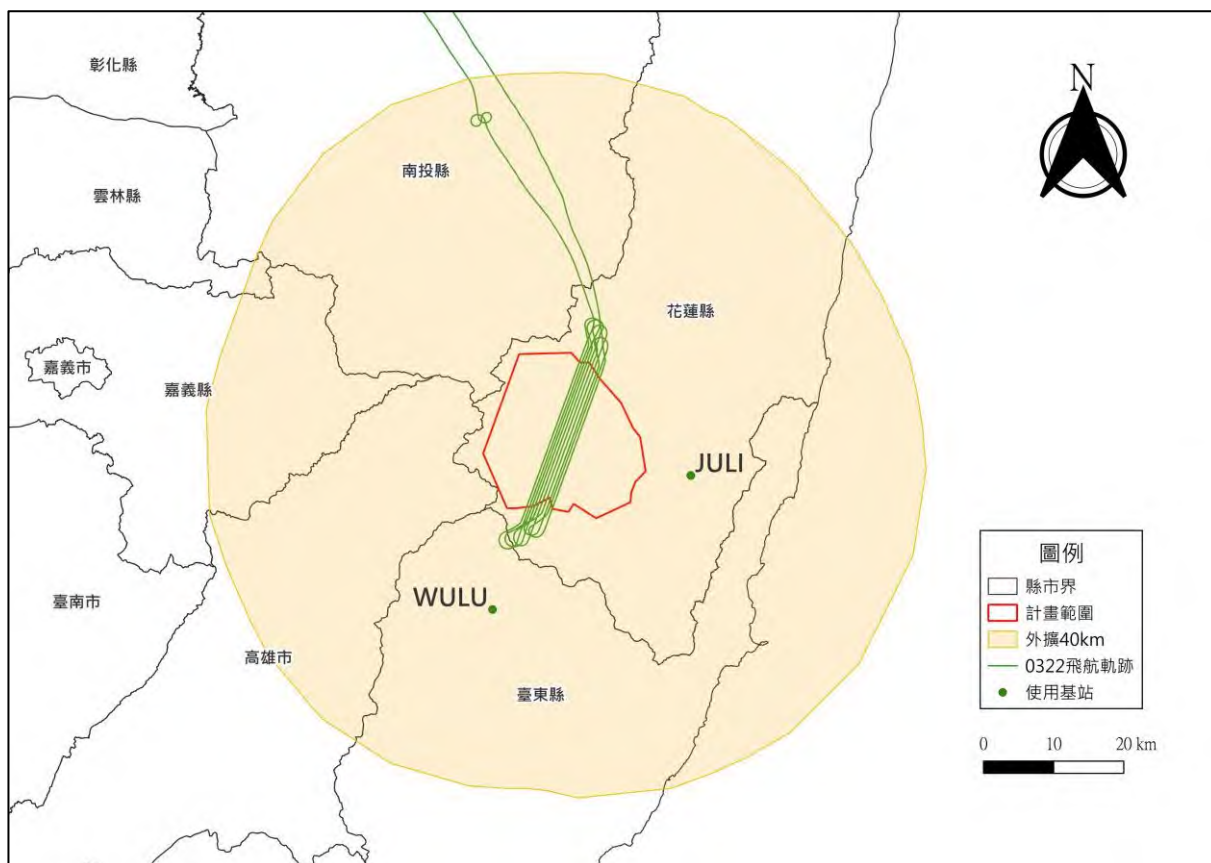 N
彰化縣
南投縣
雲林縣
花蓮縣
嘉義市
嘉義縣
JULI
WULU
臺南市
高雄市
臺東縣
圖例
縣市界
計畫範圍
外擴40km
0322飛航軌跡
使用基站
0 10 20 km